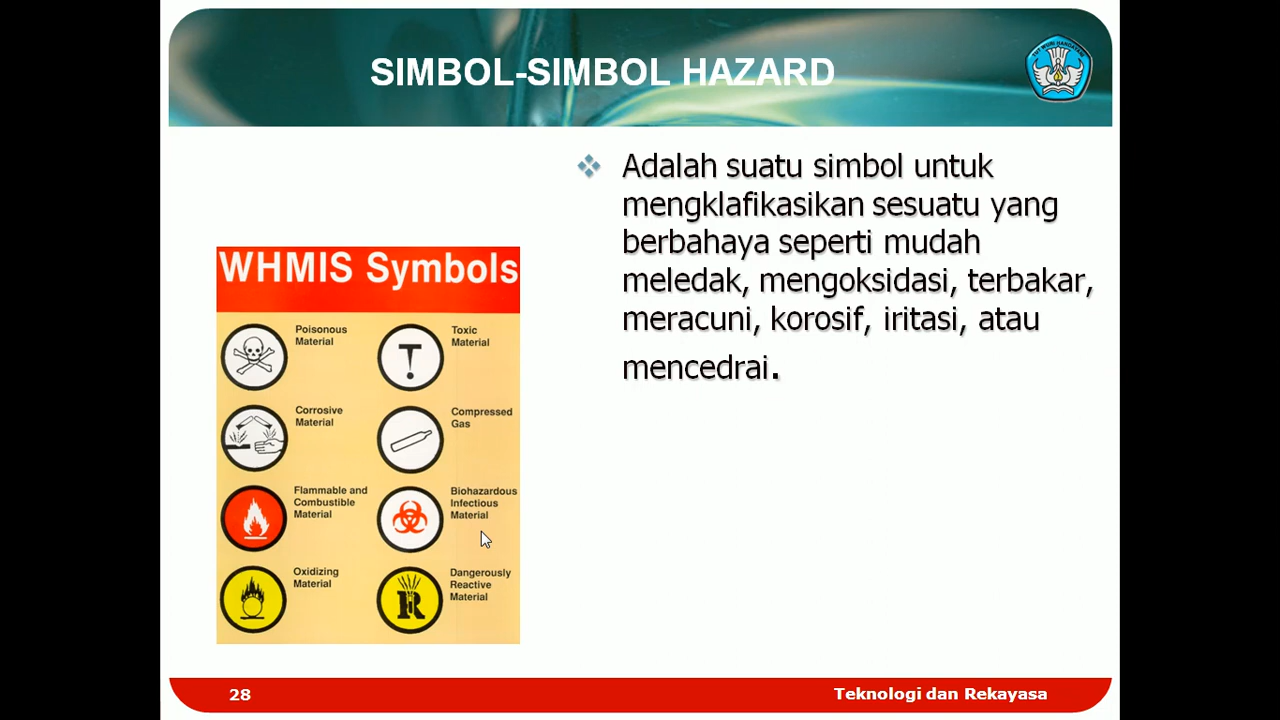 SIMBOL-SIMBOL HAZARD
Adalah suatu simbol untuk
mengklafikasikan sesuatu yang
berbahaya seperti mudah
meledak, mengoksidasi, terbakar,
meracuni, korosif, iritasi, atau
mencedrai.
WHMIS Symbols
Poisonous
Material
Toxic
Material
Corrosive
Material
Compressed
Gas
Flammable and
Combustible
Material
Biohazardous
Infectious
Material
Oxidizing
Material
Dangerously
Reactive
Material
R
28
Teknologi dan Rekayasa